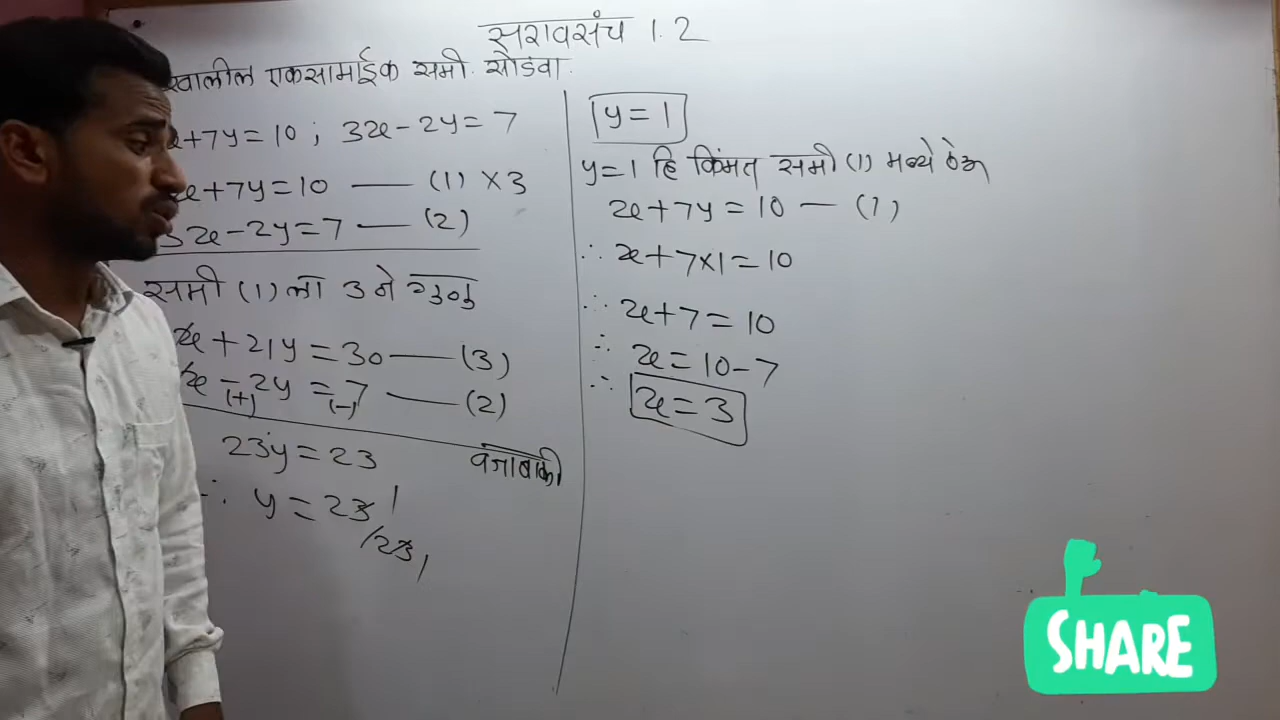 सरावसंच 1.2
खालील एकसामाईक समी. सोडवा.
x+7y=10 ; 3x-2y=7
x+7y=10 —— (1) ×3
3x-2y=7 —— (2)
समी (1) ला 3 ने गुणु
x+21y=30 —— (3)
x-2y=7 —— (2)
(+) (-)
वजाबाकी
23y=23
∴ y=23/23
1
1
y=1
y=1 हि किंमत समी (1) मध्ये ठेऊ
x+7y=10 — (1)
∴ x+7×1=10
∴ x+7=10
∴ x=10-7
∴ x=3
SHARE